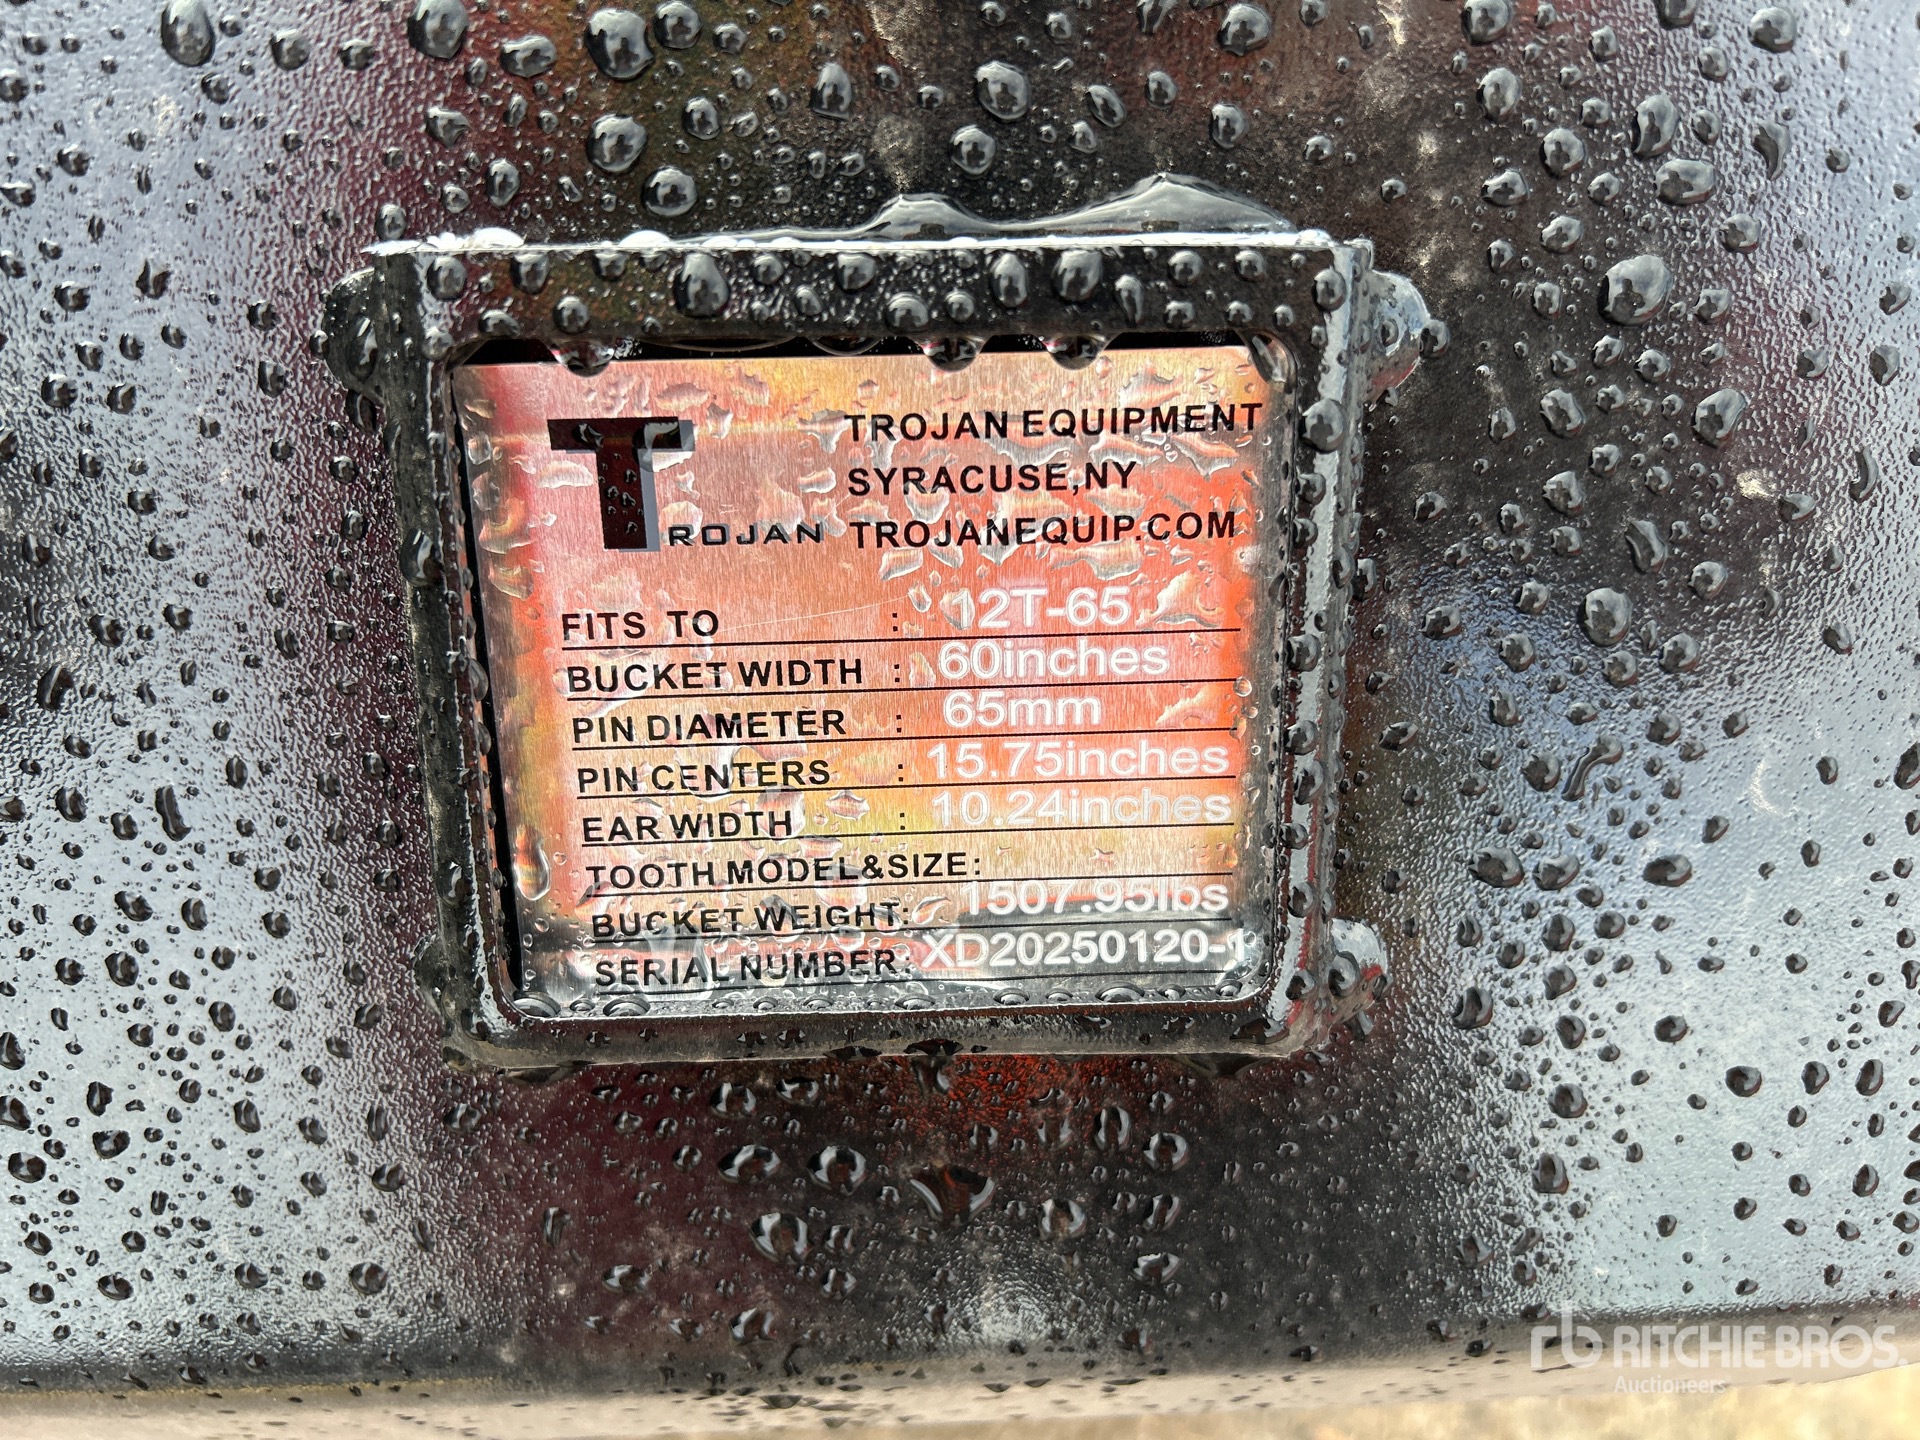 TROJAN
TROJAN EQUIPMENT
SYRACUSE,NY
TROJANEQUIP.COM
FITS TO : 12T-65
BUCKET WIDTH : 60inches
PIN DIAMETER : 65mm
PIN CENTERS : 15.75inches
EAR WIDTH : 10.24inches
TOOTH MODEL&SIZE:
BUCKET WEIGHT: 1507.95lbs
SERIAL NUMBER: XD20250120-1
rb RITCHIE BROS.
Auctioneers